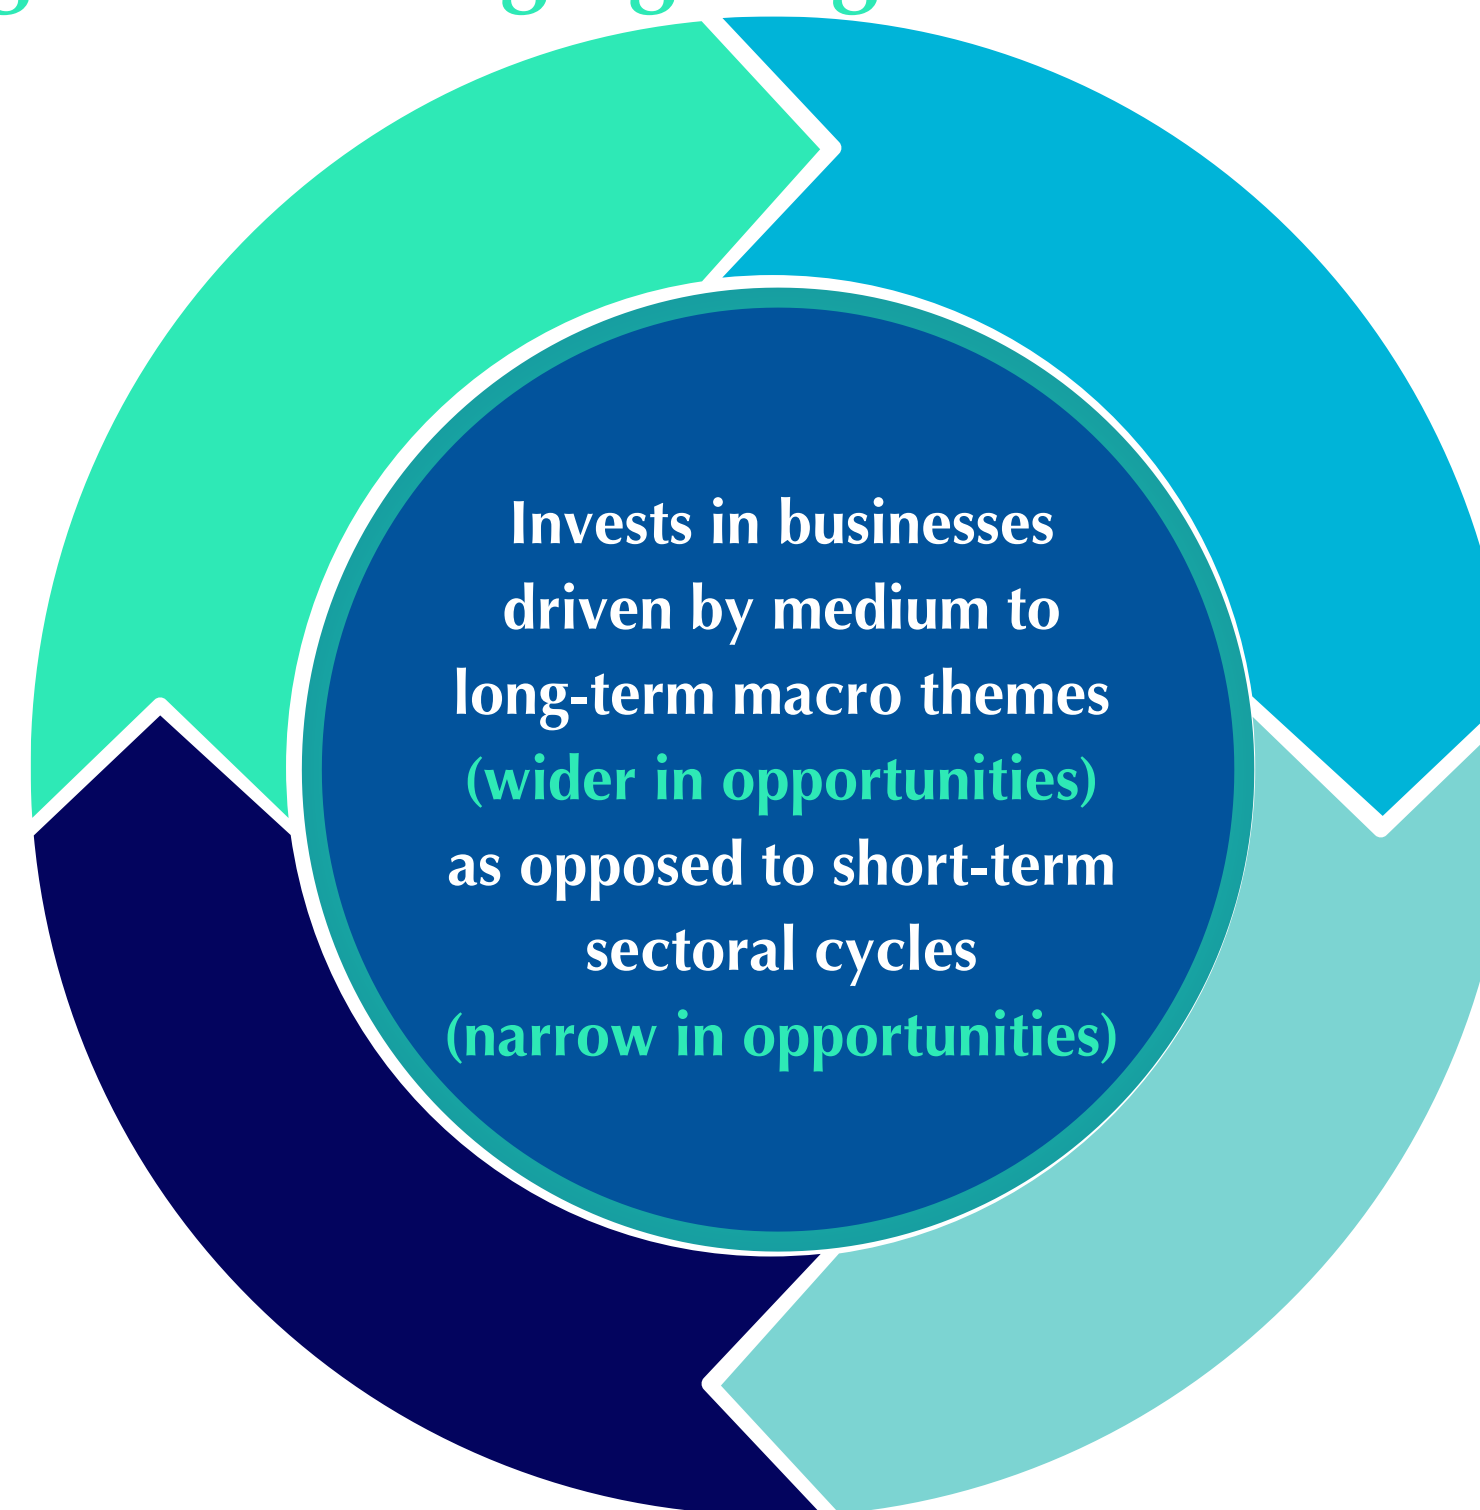 Invests in businesses
driven by medium to
long-term macro themes
(wider in opportunities)
as opposed to short-term
sectoral cycles
(narrow in opportunities)